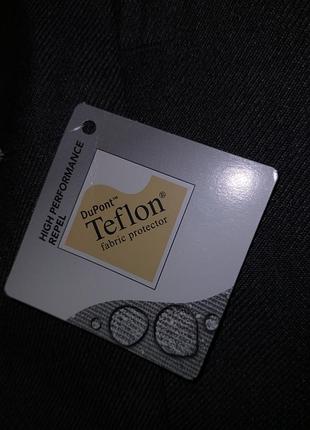 HIGH PERFORMANCE
REPEL
DuPont™
Teflon®
fabric protector